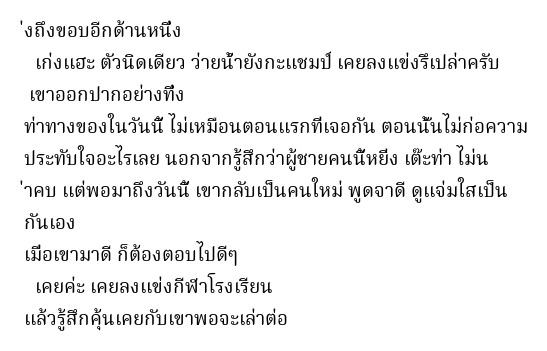 ่งถึงขอบอีกด้านหนึ่ง
เก่งแฮะ ตัวนิดเดียว ว่ายน้ำยังกะแชมป์ เคยลงแข่งรึเปล่าครับ
เขาออกปากอย่างทึ่ง
ท่าทางของในวันนี้ ไม่เหมือนตอนแรกที่เจอกัน ตอนนั้นไม่ก่อความ
ประทับใจอะไรเลย นอกจากรู้สึกว่าผู้ชายคนนี้หยิ่ง เต๊ะท่า ไม่น
่าคบ แต่พอมาถึงวันนี้ เขากลับเป็นคนใหม่ พูดจาดี ดูแจ่มใสเป็น
กันเอง
เมื่อเขามาดี ก็ต้องตอบไปดีๆ
เคยค่ะ เคยลงแข่งกีฬาโรงเรียน
แล้วรู้สึกคุ้นเคยกับเขาพอจะเล่าต่อ